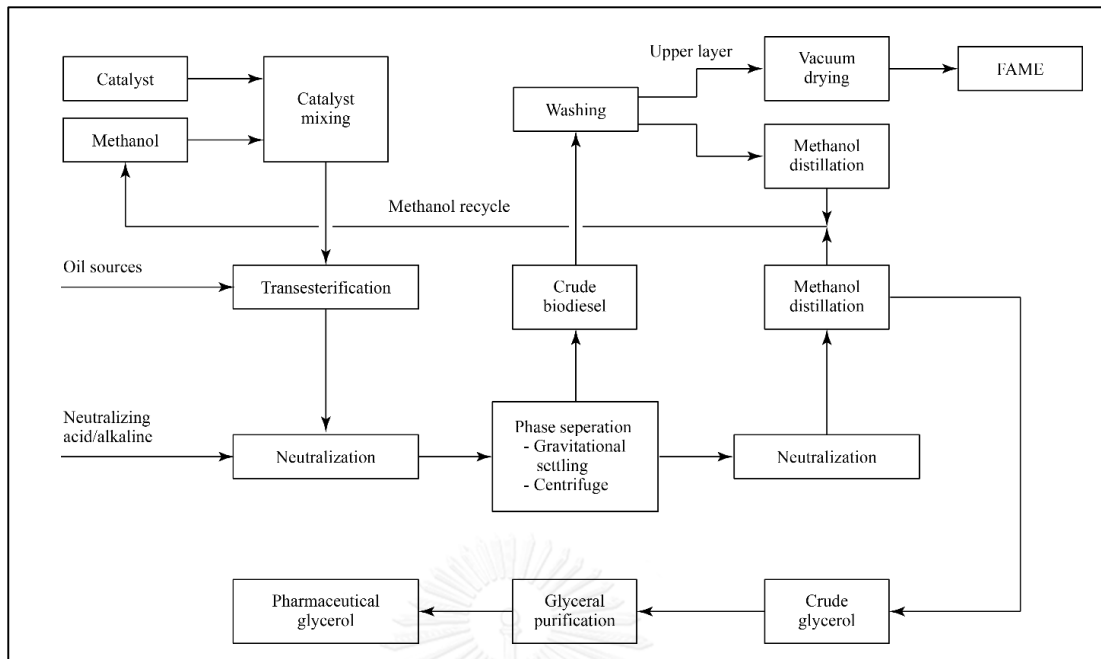 Catalyst
Methanol
Catalyst
mixing
Upper layer
Washing
Vacuum
drying
FAME
Methanol
distillation
Methanol recycle
Oil sources
Transesterification
Crude
biodiesel
Methanol
distillation
Neutralizing
acid/alkaline
Neutralization
Phase seperation
- Gravitational
settling
- Centrifuge
Neutralization
Pharmaceutical
glycerol
Glyceral
purification
Crude
glycerol